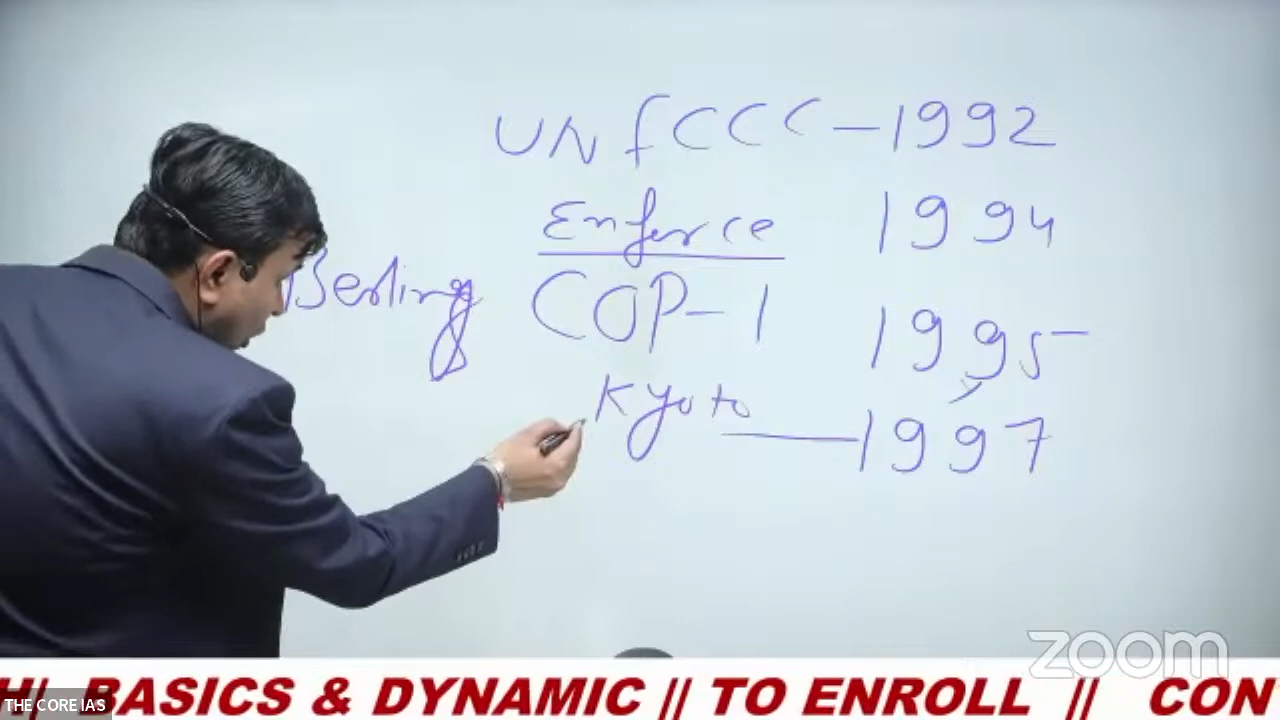 UNfCCC - 1992
Enforce 1994
Berling COP-1 1995
Kyoto — 1997
zoom
H| BASICS & DYNAMIC || TO ENROLL || CON
THE CORE IAS